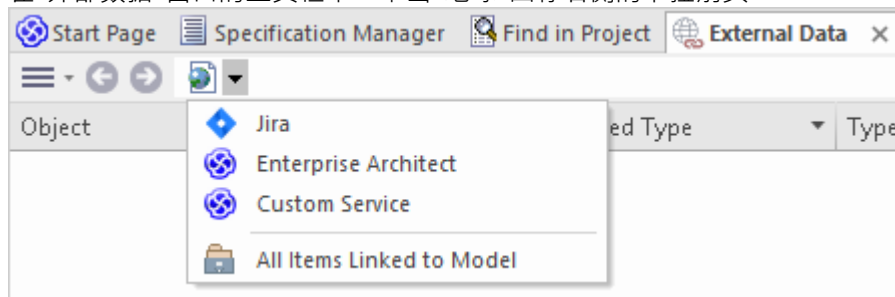 Start Page Specification Manager Find in Project External Data
Object ed Type Type
Jira
Enterprise Architect
Custom Service
All Items Linked to Model